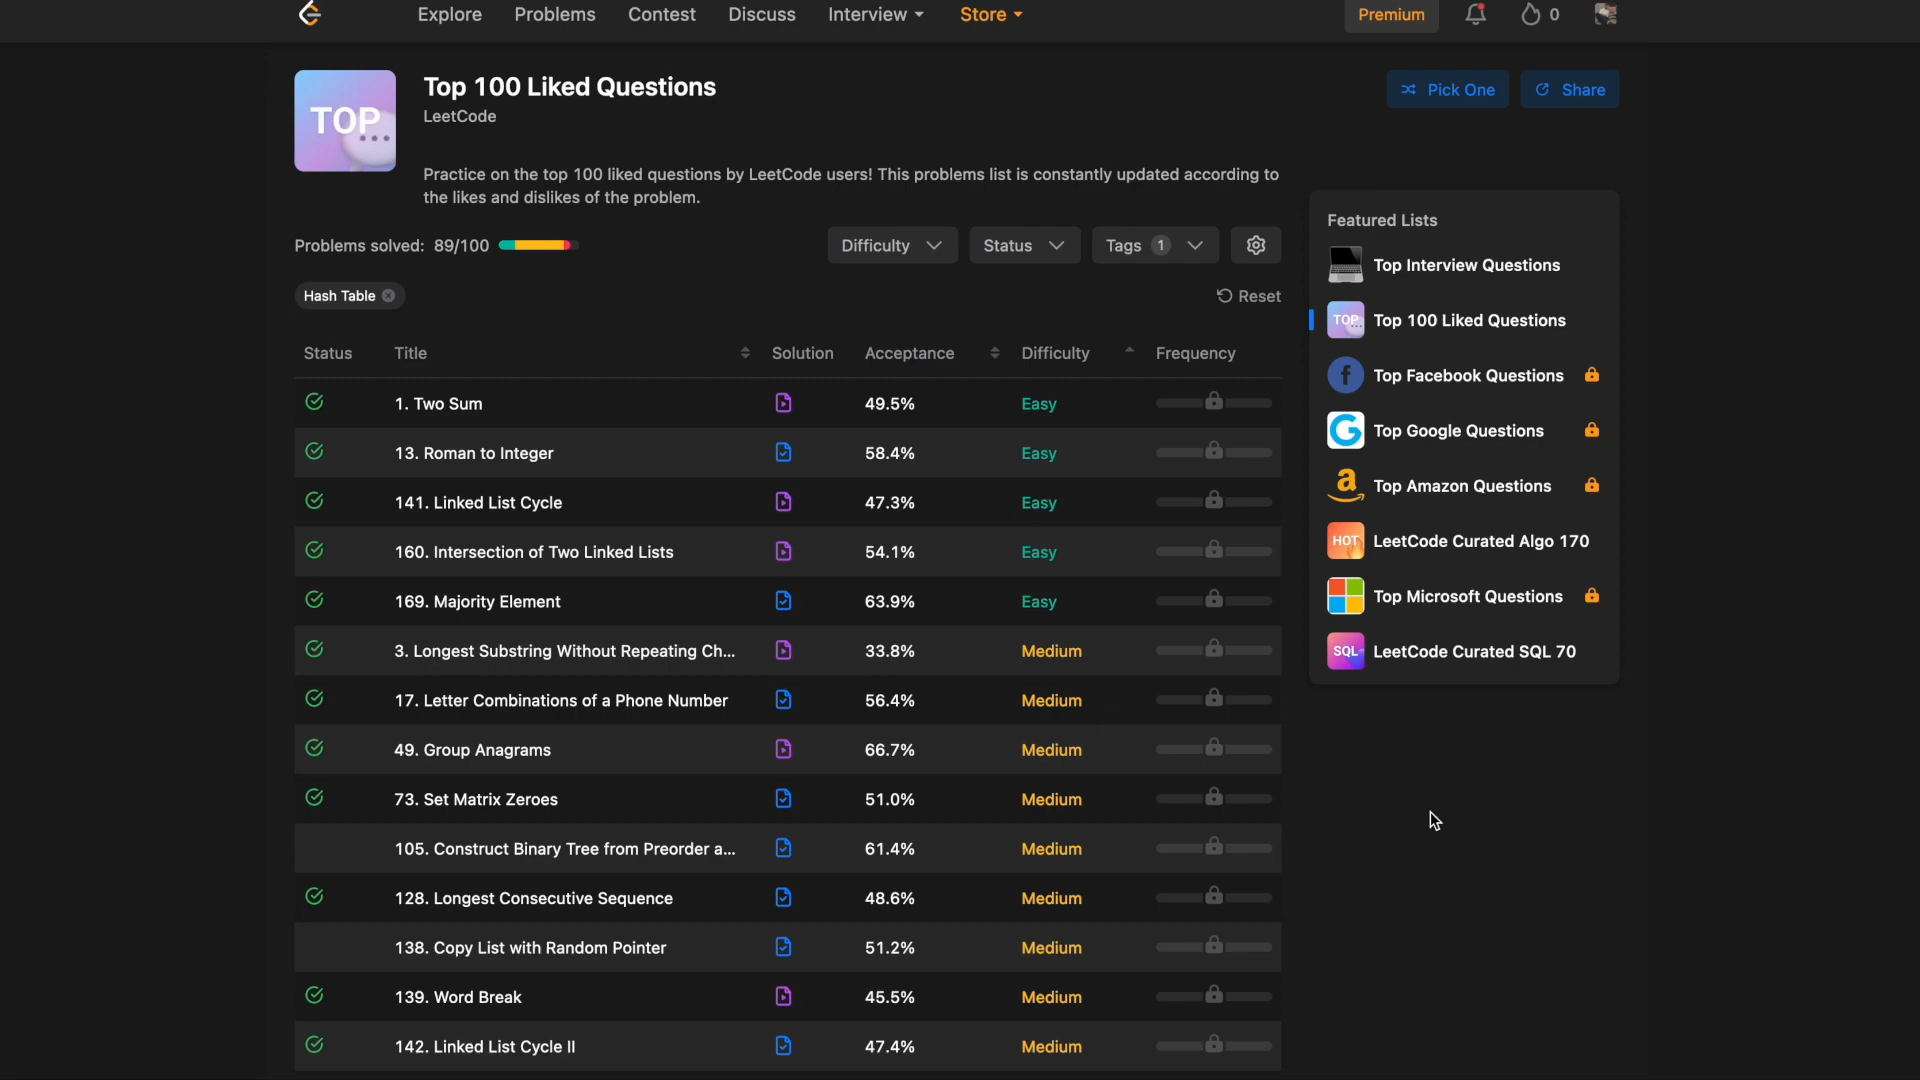 Explore Problems Contest Discuss Interview Store Premium 0
TOP
Top 100 Liked Questions
LeetCode
Pick One Share
Practice on the top 100 liked questions by LeetCode users! This problems list is constantly updated according to
the likes and dislikes of the problem.
Problems solved: 89/100 Difficulty Status Tags 1
Hash Table Reset
Status Title Solution Acceptance Difficulty Frequency
1. Two Sum 49.5% Easy
13. Roman to Integer 58.4% Easy
141. Linked List Cycle 47.3% Easy
160. Intersection of Two Linked Lists 54.1% Easy
169. Majority Element 63.9% Easy
3. Longest Substring Without Repeating Ch... 33.8% Medium
17. Letter Combinations of a Phone Number 56.4% Medium
49. Group Anagrams 66.7% Medium
73. Set Matrix Zeroes 51.0% Medium
105. Construct Binary Tree from Preorder a... 61.4% Medium
128. Longest Consecutive Sequence 48.6% Medium
138. Copy List with Random Pointer 51.2% Medium
139. Word Break 45.5% Medium
142. Linked List Cycle II 47.4% Medium
Featured Lists
Top Interview Questions
TOP Top 100 Liked Questions
f Top Facebook Questions
G Top Google Questions
a Top Amazon Questions
HOT LeetCode Curated Algo 170
Top Microsoft Questions
SQL LeetCode Curated SQL 70